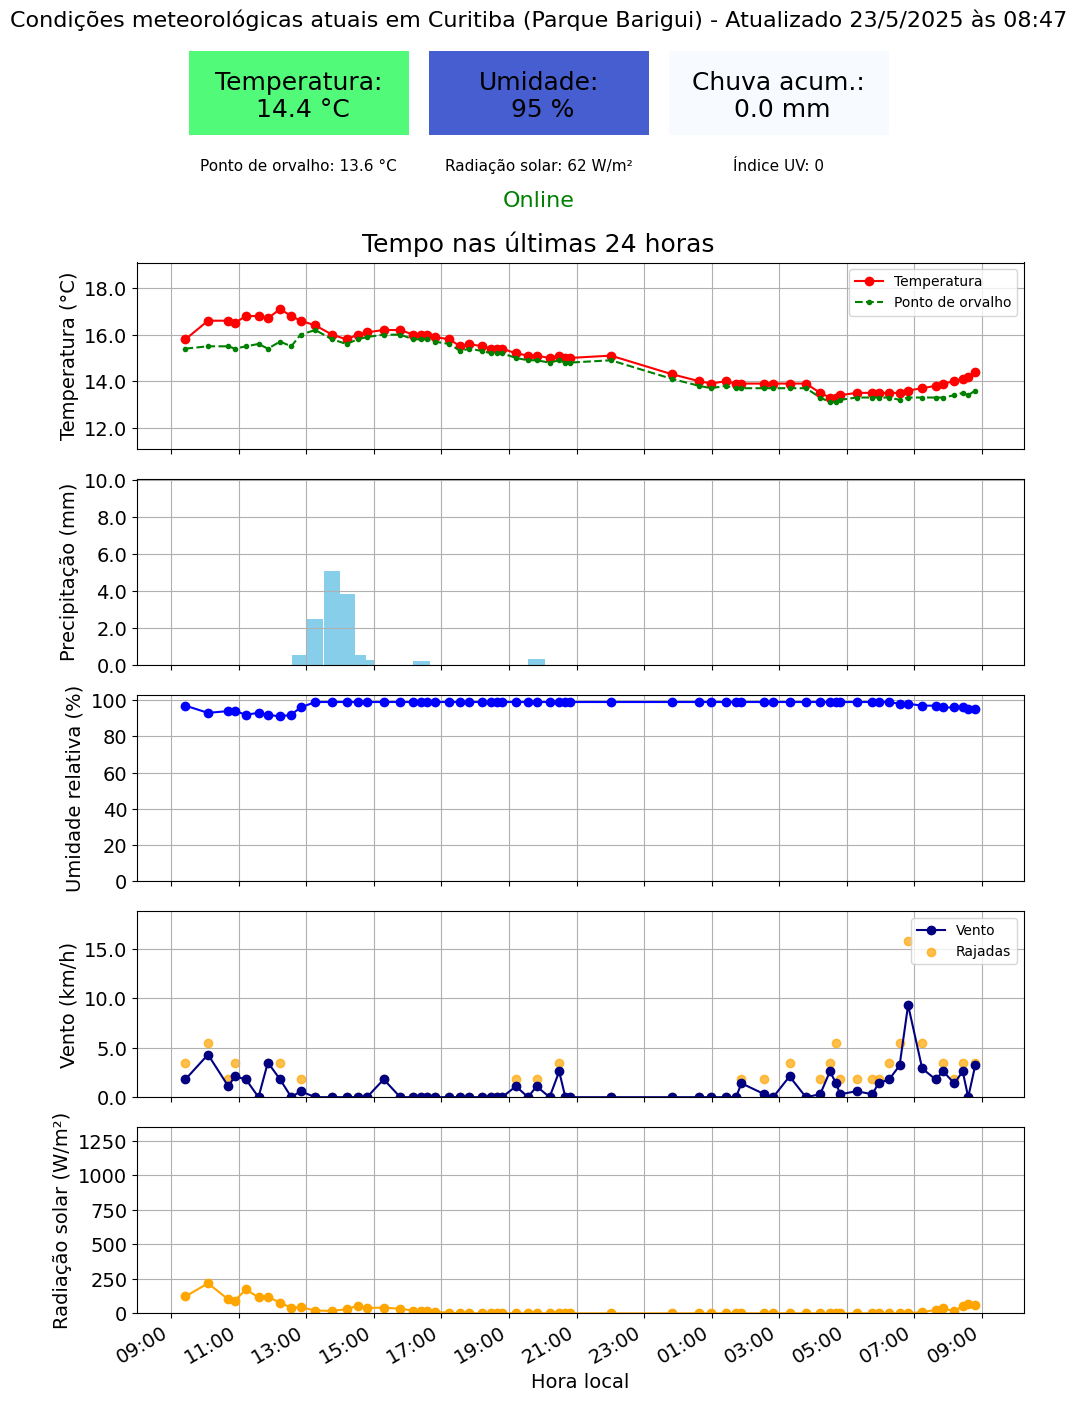 Condições meteorológicas atuais em Curitiba (Parque Barigui) - Atualizado 23/5/2025 às 08:47
Temperatura:
14.4 °C
Umidade:
95 %
Chuva acum.:
0.0 mm
Ponto de orvalho: 13.6 °C
Radiação solar: 62 W/m²
Índice UV: 0
Online
Tempo nas últimas 24 horas
Temperatura (°C)
18.0
16.0
14.0
12.0
Temperatura
Ponto de orvalho
Precipitação (mm)
10.0
8.0
6.0
4.0
2.0
0.0
Umidade relativa (%)
100
80
60
40
20
0
Vento (km/h)
15.0
10.0
5.0
0.0
Vento
Rajadas
Radiação solar (W/m²)
1250
1000
750
500
250
0
09:00
11:00
13:00
15:00
17:00
19:00
21:00
23:00
01:00
03:00
05:00
07:00
09:00
Hora local